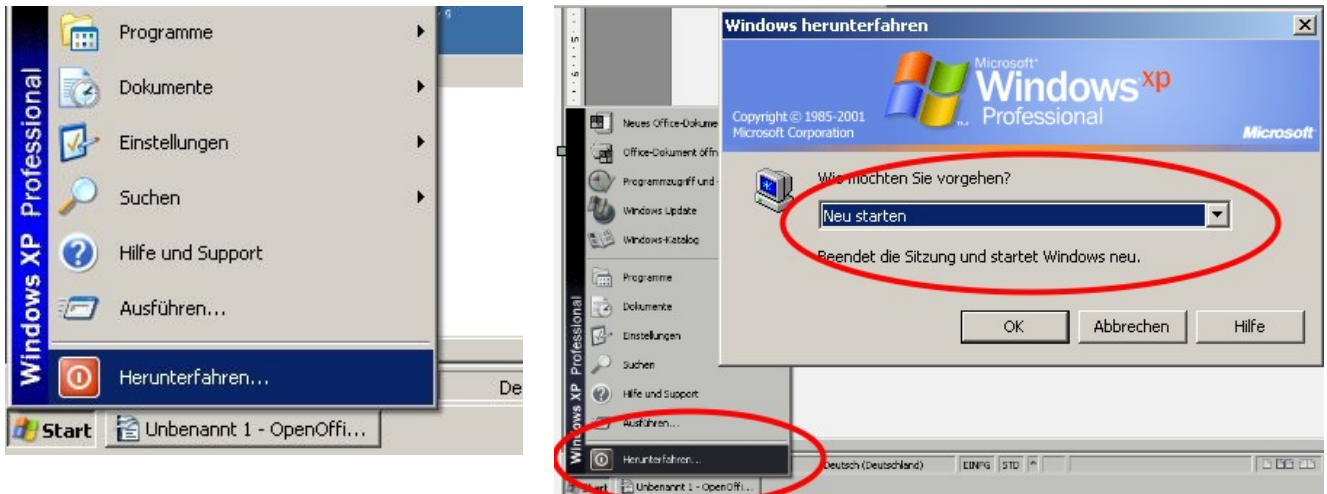 Programme
Dokumente
Einstellungen
Suchen
Hilfe und Support
Ausführen...
Herunterfahren...
Windows XP Professional
De
Start
Unbenannt 1 - OpenOffi...
Windows herunterfahren
Microsoft
Windows xp
Professional
Copyright © 1985-2001
Microsoft Corporation
Microsoft
Wie möchten Sie vorgehen?
Neu starten
Beendet die Sitzung und startet Windows neu.
OK
Abbrechen
Hilfe
Neues Office-Dokume
Office-Dokument öffn
Programmzugriff und
Windows Update
Windows-Katalog
Programme
Dokumente
Einstellungen
Suchen
Hilfe und Support
Ausführen...
Herunterfahren...
Windows XP Professional
Deutsch (Deutschland)
EINFG
STD
Start
Unbenannt 1 - OpenOffi...